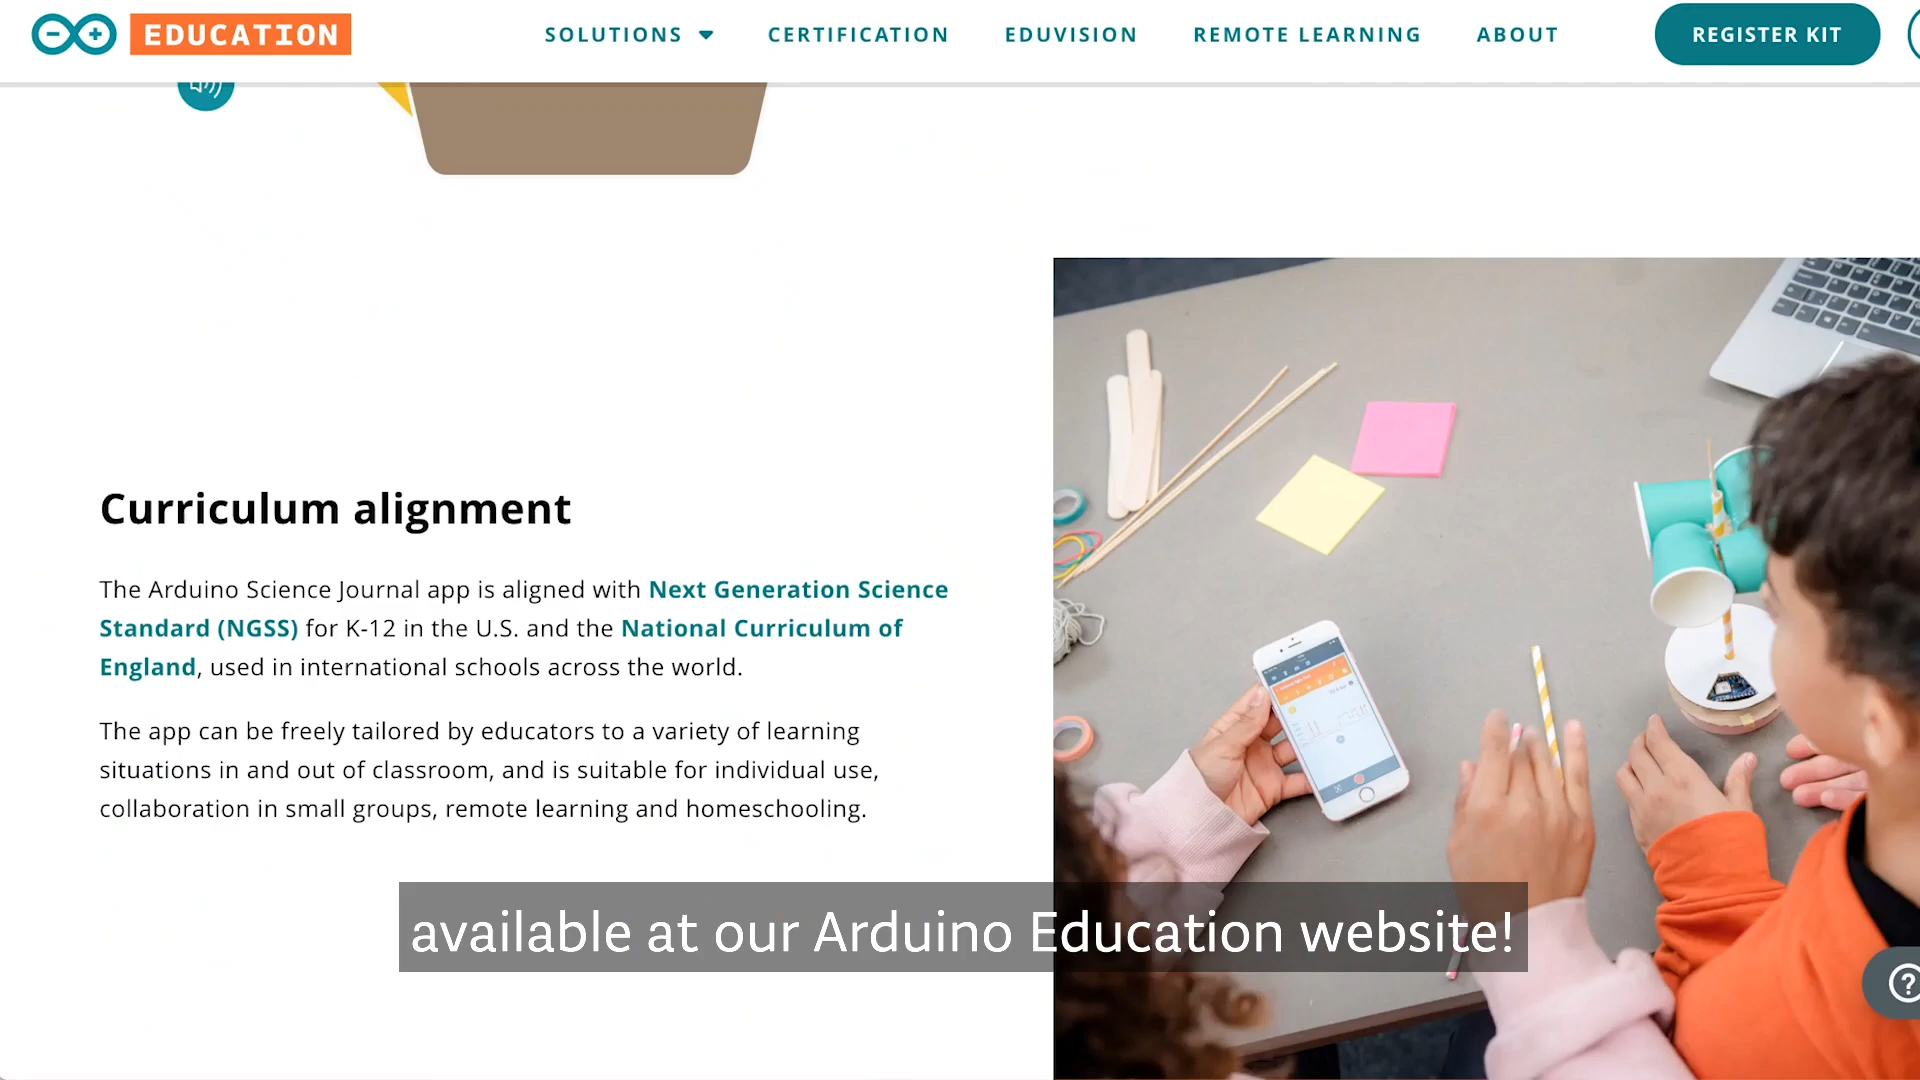 EDUCATION
SOLUTIONS
CERTIFICATION
EDUVISION
REMOTE LEARNING
ABOUT
REGISTER KIT
Curriculum alignment
The Arduino Science Journal app is aligned with Next Generation Science
Standard (NGSS) for K-12 in the U.S. and the National Curriculum of
England, used in international schools across the world.
The app can be freely tailored by educators to a variety of learning
situations in and out of classroom, and is suitable for individual use,
collaboration in small groups, remote learning and homeschooling.
available at our Arduino Education website!